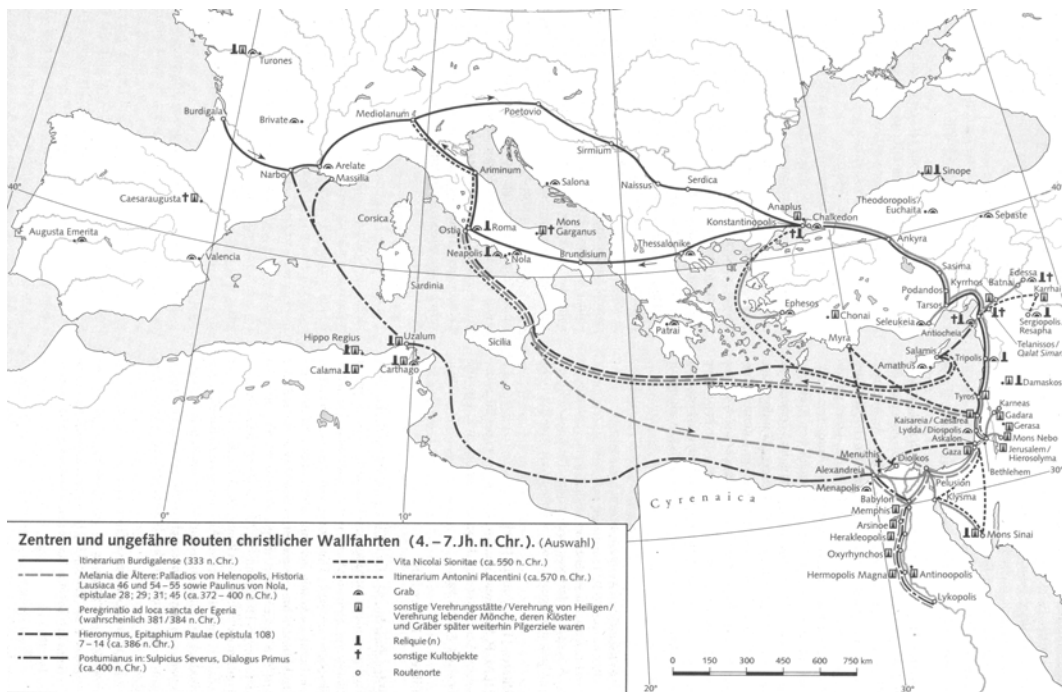 Turones
Burdigala
Brivate
Mediolanum
Poetovio
Sirmium
Narbo
Arelate
Massilia
Ariminum
Salona
Naissus
Serdica
Sinope
40°
Caesaraugusta
Corsica
Ostia
Roma
Mons
Garganus
Anaplus
Konstantinopolis
Chalkedon
Theodoropolis/
Euchaita
Sebaste
40°
Augusta Emerita
Valencia
Neapolis
Nola
Brundisium
Thessalonike
Ankyra
Sardinia
Sasima
Podandos
Tarsos
Kyrrhos
Batnai
Edessa
Karrhai
Ephesos
Chonai
Seleukeia
Antiocheia
Sergiopolis/
Resapha
Telanissos/
Qalat Siman
Hippo Regius
Uzalum
Calama
Carthago
Sicilia
Patrai
Myra
Salamis
Amathus
Tripolis
Damaskos
Tyros
Karneas
Gadara
Gerasa
Mons Nebo
Jerusalem/
Hierosolyma
Kaisareia/Caesarea
Lydda/Diospolis
Askalon
Gaza
Bethlehem
0°
Menuthis
Diolkos
Alexandreia
Menapolis
Pelusion
Klysma
30°
Cyrenaica
Babylon
Memphis
Arsinoe
Herakleopolis
Oxyrhynchos
Hermopolis Magna
Antinoopolis
Lykopolis
Mons Sinai
10°
Zentren und ungefähre Routen christlicher Wallfahrten (4.–7.Jh.n.Chr.). (Auswahl)
Itinerarium Burdigalense (333 n.Chr.)
Melania die Ältere: Palladios von Helenopolis, Historia
Lausiaca 46 und 54–55 sowie Paulinus von Nola,
epistulae 28; 29; 31; 45 (ca.372–400 n.Chr.)
Peregrinatio ad loca sancta der Egeria
(wahrscheinlich 381/384 n.Chr.)
Hieronymus, Epitaphium Paulae (epistula 108)
7–14 (ca.386 n.Chr.)
Postumianus in: Sulpicius Severus, Dialogus Primus
(ca.400 n.Chr.)
Vita Nicolai Sionitae (ca.550 n.Chr.)
Itinerarium Antonini Placentini (ca.570 n.Chr.)
Grab
sonstige Verehrungsstätte/Verehrung von Heiligen/
Verehrung lebender Mönche, deren Klöster
und Gräber später weiterhin Pilgerziele waren
Reliquie(n)
sonstige Kultobjekte
Routenorte
0 150 300 450 600 750 km
20°
30°